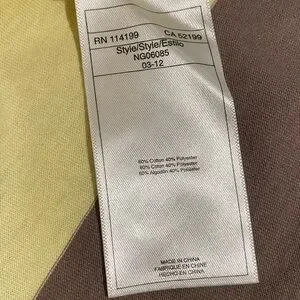 RN 114199 CA 52199
Style/Style/Estilo
NG06085
03-12
60% Cotton 40% Polyester
60% Coton 40% Polyester
60% Algodón 40% Poliéster
MADE IN CHINA
FABRIQUÉ EN CHINE
HECHO EN CHINA